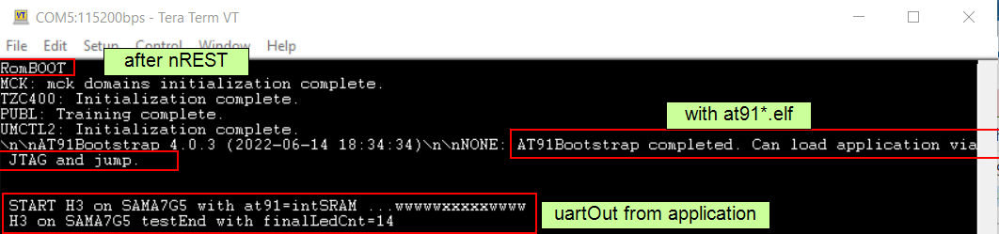 COM5:115200bps - Tera Term VT
File Edit Setup Control Window Help
after nREST
RomBOOT
MCK: mck domains initialization complete.
TZC400: Initialization complete.
PUBL: Training complete.
UMCTL2: Initialization complete.
with at91*.elf
\n\nAT91Bootstrap 4.0.3 (2022-06-14 18:34:34)\n\nNONE: AT91Bootstrap completed. Can load application via
JTAG and jump.
START H3 on SAMA7G5 with at91=intSRAM ...wwwwwxxxxxwwww
H3 on SAMA7G5 testEnd with finalLedCnt=14
uartOut from application